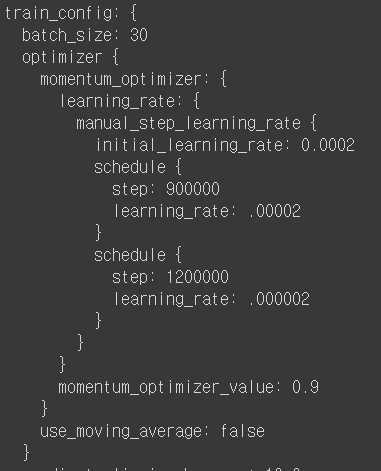 train_config: {
  batch_size: 30
  optimizer {
    momentum_optimizer: {
      learning_rate: {
        manual_step_learning_rate {
          initial_learning_rate: 0.0002
          schedule {
            step: 900000
            learning_rate: .00002
          }
          schedule {
            step: 1200000
            learning_rate: .000002
          }
        }
      }
      momentum_optimizer_value: 0.9
    }
    use_moving_average: false
  }